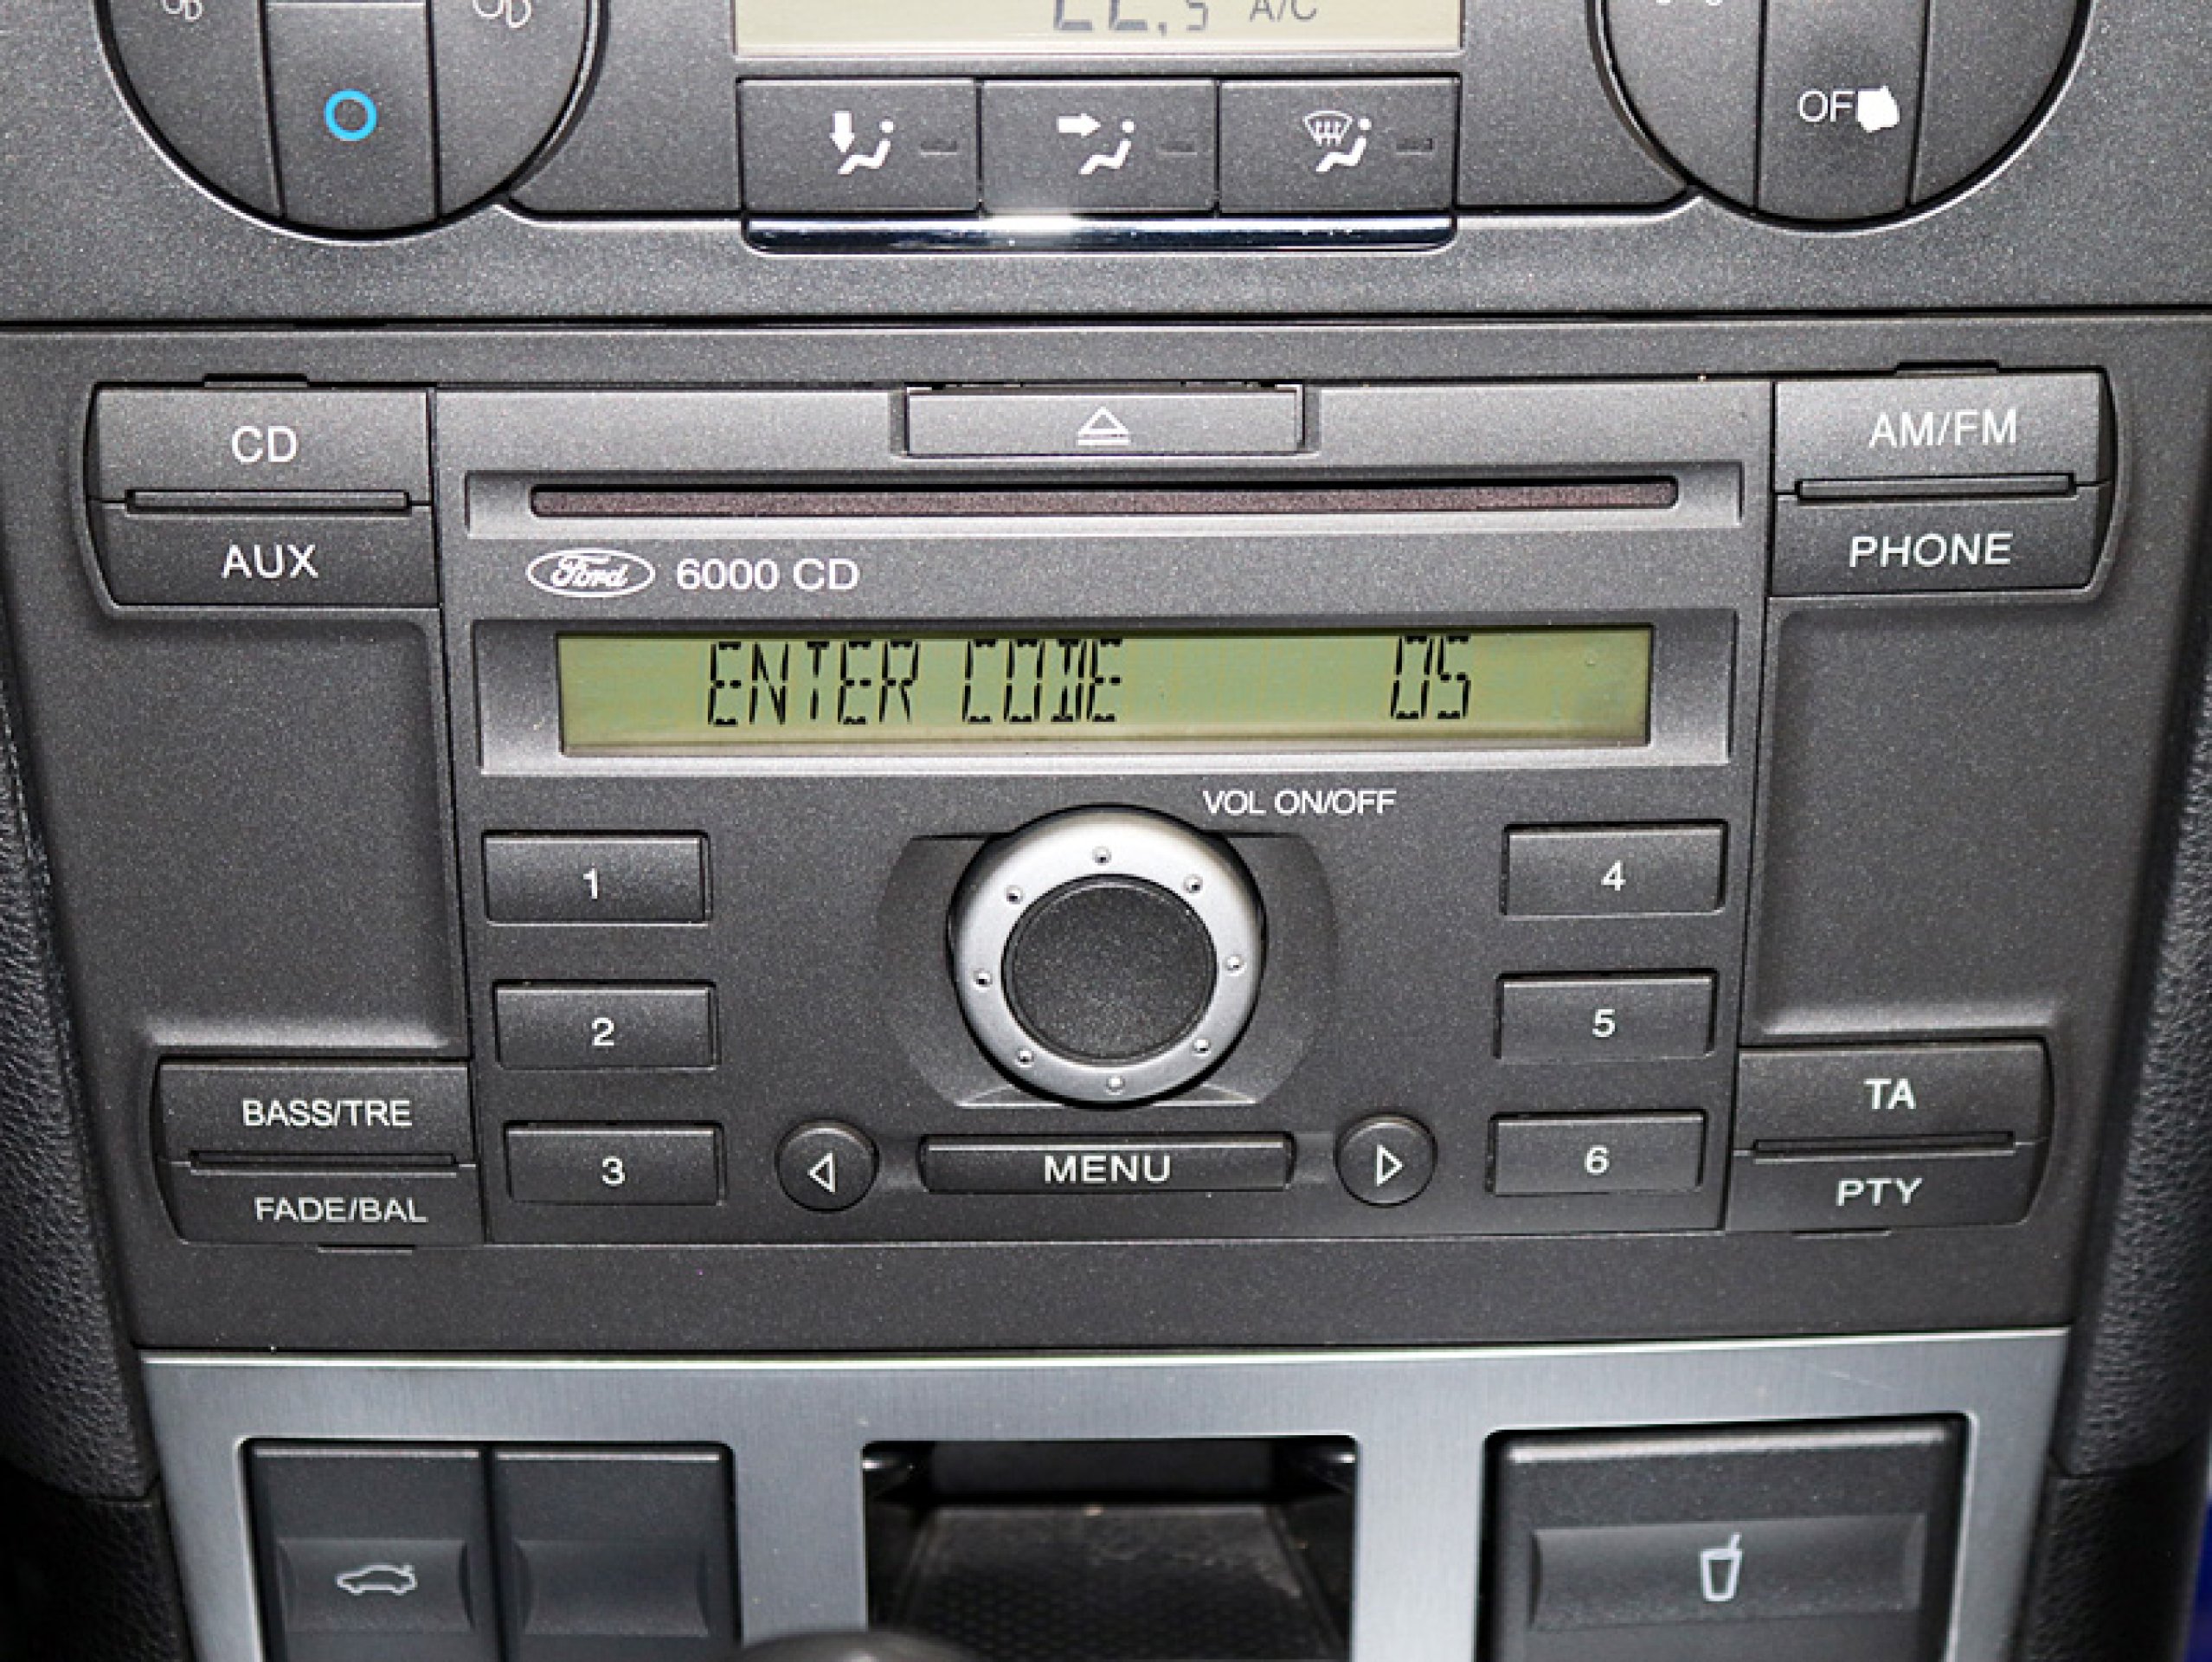 A/C
CD
AUX
AM/FM
PHONE
Ford 6000 CD
ENTER CODE 05
VOL ON/OFF
1
4
2
5
BASS/TRE
TA
3
MENU
6
FADE/BAL
PTY